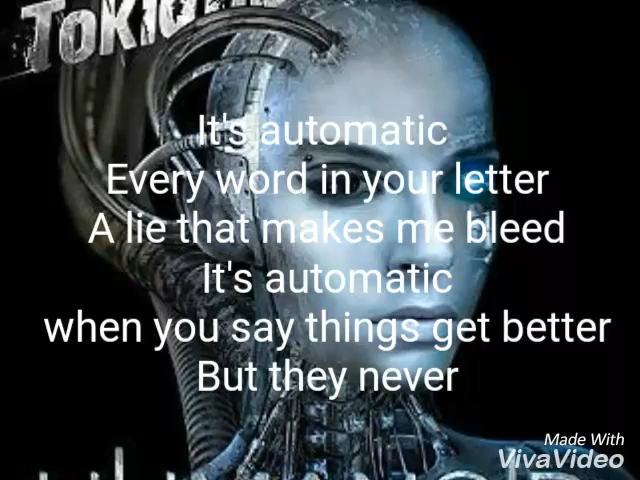 It's automatic
Every word in your letter
A lie that makes me bleed
It's automatic
when you say things get better
But they never
Made With
VivaVideo